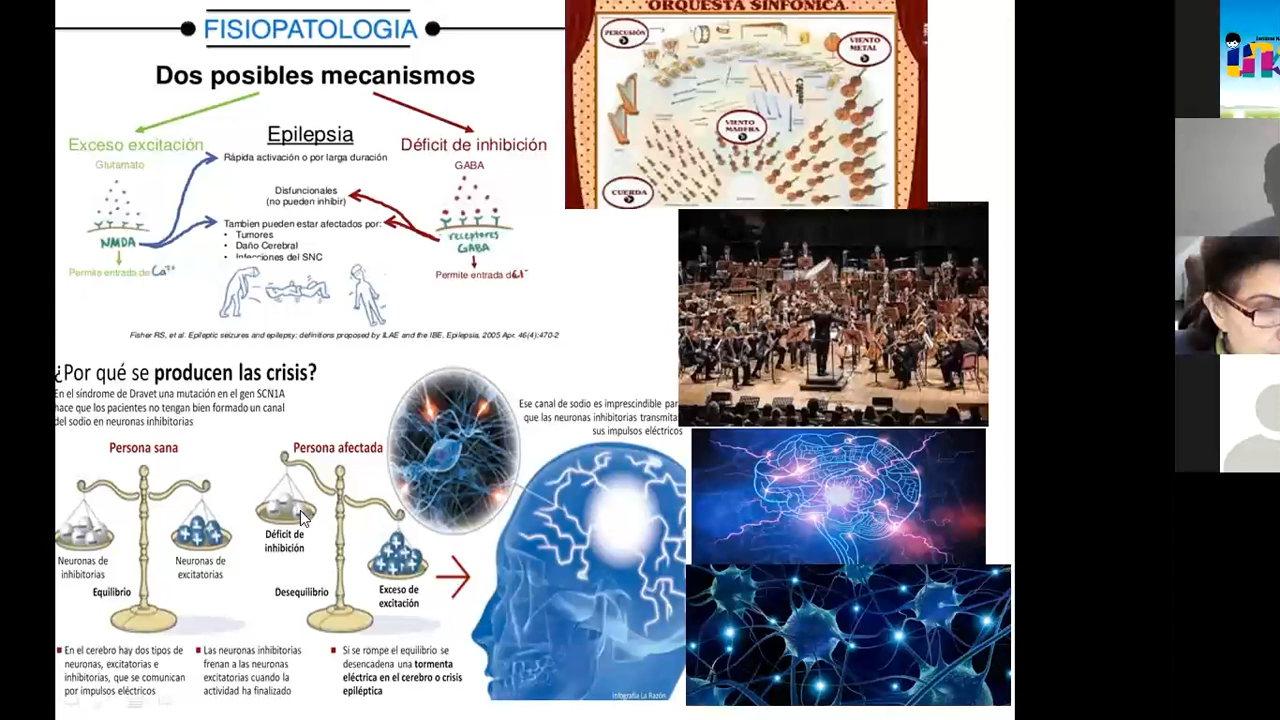 FISIOPATOLOGIA
Dos posibles mecanismos
Exceso excitación
Glutamato
NMDA
Permite entrada de Ca²⁺
Epilepsia
Rápida activación o por larga duración
Disfuncionales
(no pueden inhibir)
Tambien pueden estar afectados por:
• Tumores
• Daño Cerebral
• Infecciones del SNC
Déficit de inhibición
GABA
receptores
GABA
Permite entrada de Cl⁻
Fisher RS, et al. Epileptic seizures and epilepsy: definitions proposed by ILAE and the IBE, Epilepsia, 2005 Apr. 46(4):470-2
ORQUESTA SINFÓNICA
PERCUSIÓN
VIENTO
METAL
VIENTO
MADERA
CUERDA
¿Por qué se producen las crisis?
En el síndrome de Dravet una mutación en el gen SCN1A
hace que los pacientes no tengan bien formado un canal
del sodio en neuronas inhibitorias
Ese canal de sodio es imprescindible par
que las neuronas inhibitorias transmita
sus impulsos eléctricos
Persona sana
Neuronas de
inhibitorias
Neuronas de
excitatorias
Equilibrio
Persona afectada
Déficit de
inhibición
Desequilibrio
Exceso de
excitación
En el cerebro hay dos tipos de
neuronas, excitatorias e
inhibitorias, que se comunican
por impulsos eléctricos
Las neuronas inhibitorias
frenan a las neuronas
excitatorias cuando la
actividad ha finalizado
Si se rompe el equilibrio se
desencadena una tormenta
eléctrica en el cerebro o crisis
epiléptica
Infografía La Razón